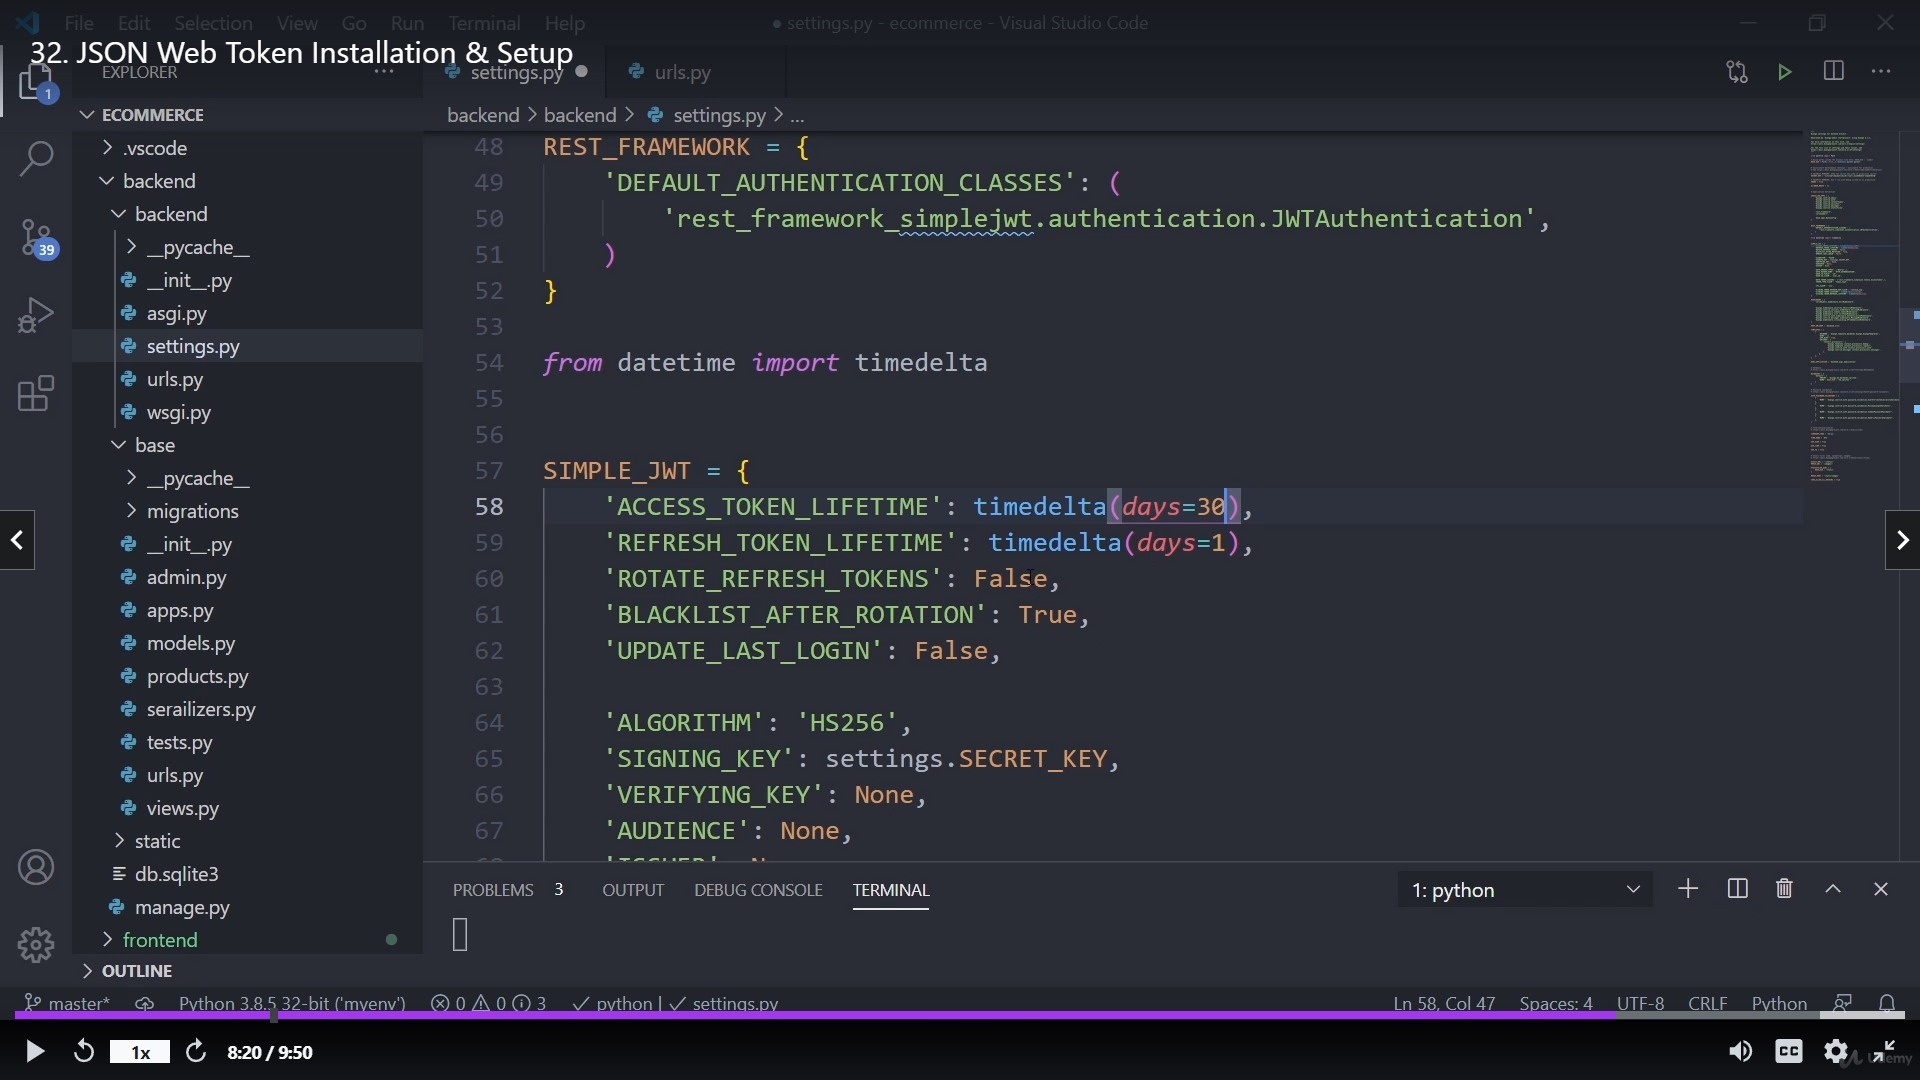 File Edit Selection View Go Run Terminal Help
● settings.py - ecommerce - Visual Studio Code
32. JSON Web Token Installation & Setup
EXPLORER
settings.py
urls.py
1
39
ECOMMERCE
.vscode
backend
backend
__pycache__
__init__.py
asgi.py
settings.py
urls.py
wsgi.py
base
__pycache__
migrations
__init__.py
admin.py
apps.py
models.py
products.py
serailizers.py
tests.py
urls.py
views.py
static
db.sqlite3
manage.py
frontend
OUTLINE
backend > backend > settings.py > ...
48 REST_FRAMEWORK = {
49 'DEFAULT_AUTHENTICATION_CLASSES': (
50 'rest_framework_simplejwt.authentication.JWTAuthentication',
51 )
52 }
53
54 from datetime import timedelta
55
56
57 SIMPLE_JWT = {
58 'ACCESS_TOKEN_LIFETIME': timedelta(days=30),
59 'REFRESH_TOKEN_LIFETIME': timedelta(days=1),
60 'ROTATE_REFRESH_TOKENS': False,
61 'BLACKLIST_AFTER_ROTATION': True,
62 'UPDATE_LAST_LOGIN': False,
63
64 'ALGORITHM': 'HS256',
65 'SIGNING_KEY': settings.SECRET_KEY,
66 'VERIFYING_KEY': None,
67 'AUDIENCE': None,
PROBLEMS 3 OUTPUT DEBUG CONSOLE TERMINAL
1: python
master* Python 3.8.5 32-bit ('myenv') 0 0 3 python | settings.py
Ln 58, Col 47 Spaces: 4 UTF-8 CRLF Python
1x 8:20 / 9:50
CC
Udemy